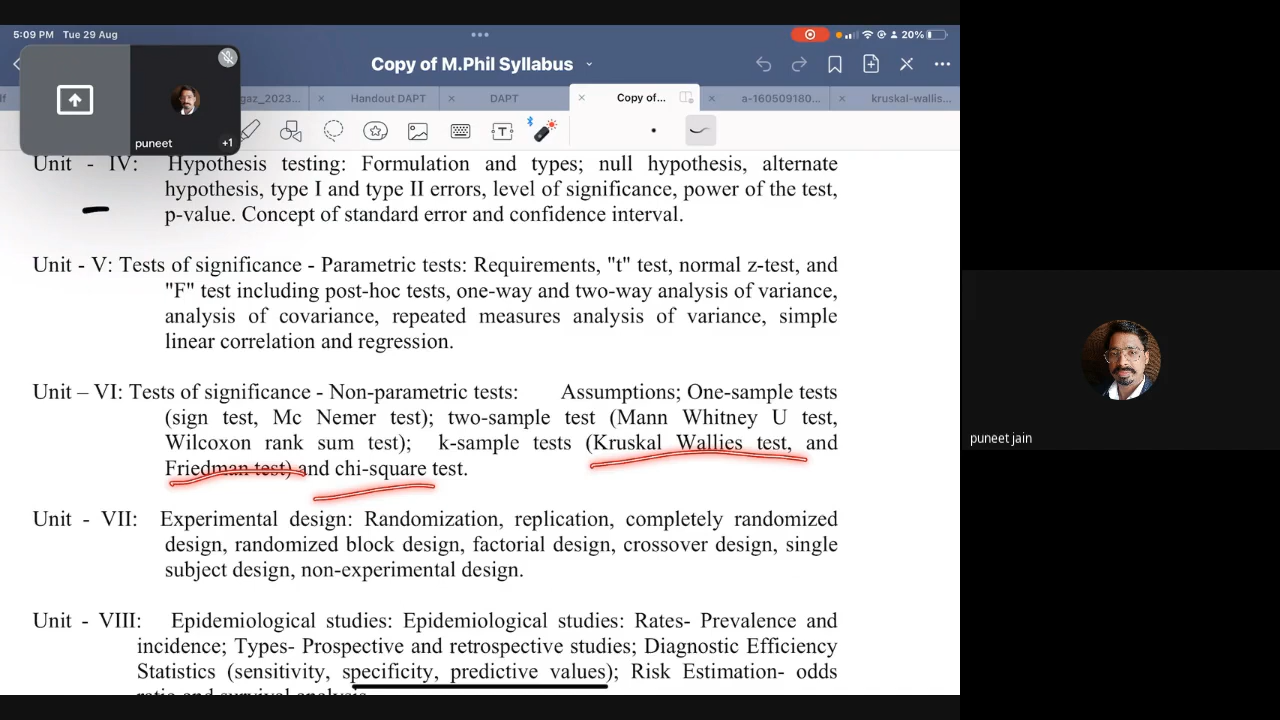 5:09 PM Tue 29 Aug
20%
Copy of M.Phil Syllabus
gaz_2023...
Handout DAPT
DAPT
Copy of...
a-160509180...
kruskal-wallis...
puneet
+1
Unit - IV: Hypothesis testing: Formulation and types; null hypothesis, alternate
hypothesis, type I and type II errors, level of significance, power of the test,
p-value. Concept of standard error and confidence interval.
Unit - V: Tests of significance - Parametric tests: Requirements, "t" test, normal z-test, and
"F" test including post-hoc tests, one-way and two-way analysis of variance,
analysis of covariance, repeated measures analysis of variance, simple
linear correlation and regression.
Unit – VI: Tests of significance - Non-parametric tests: Assumptions; One-sample tests
(sign test, Mc Nemer test); two-sample test (Mann Whitney U test,
Wilcoxon rank sum test); k-sample tests (Kruskal Wallies test, and
Friedman test) and chi-square test.
Unit - VII: Experimental design: Randomization, replication, completely randomized
design, randomized block design, factorial design, crossover design, single
subject design, non-experimental design.
Unit - VIII: Epidemiological studies: Epidemiological studies: Rates- Prevalence and
incidence; Types- Prospective and retrospective studies; Diagnostic Efficiency
Statistics (sensitivity, specificity, predictive values); Risk Estimation- odds
ratio and survival analysis
puneet jain